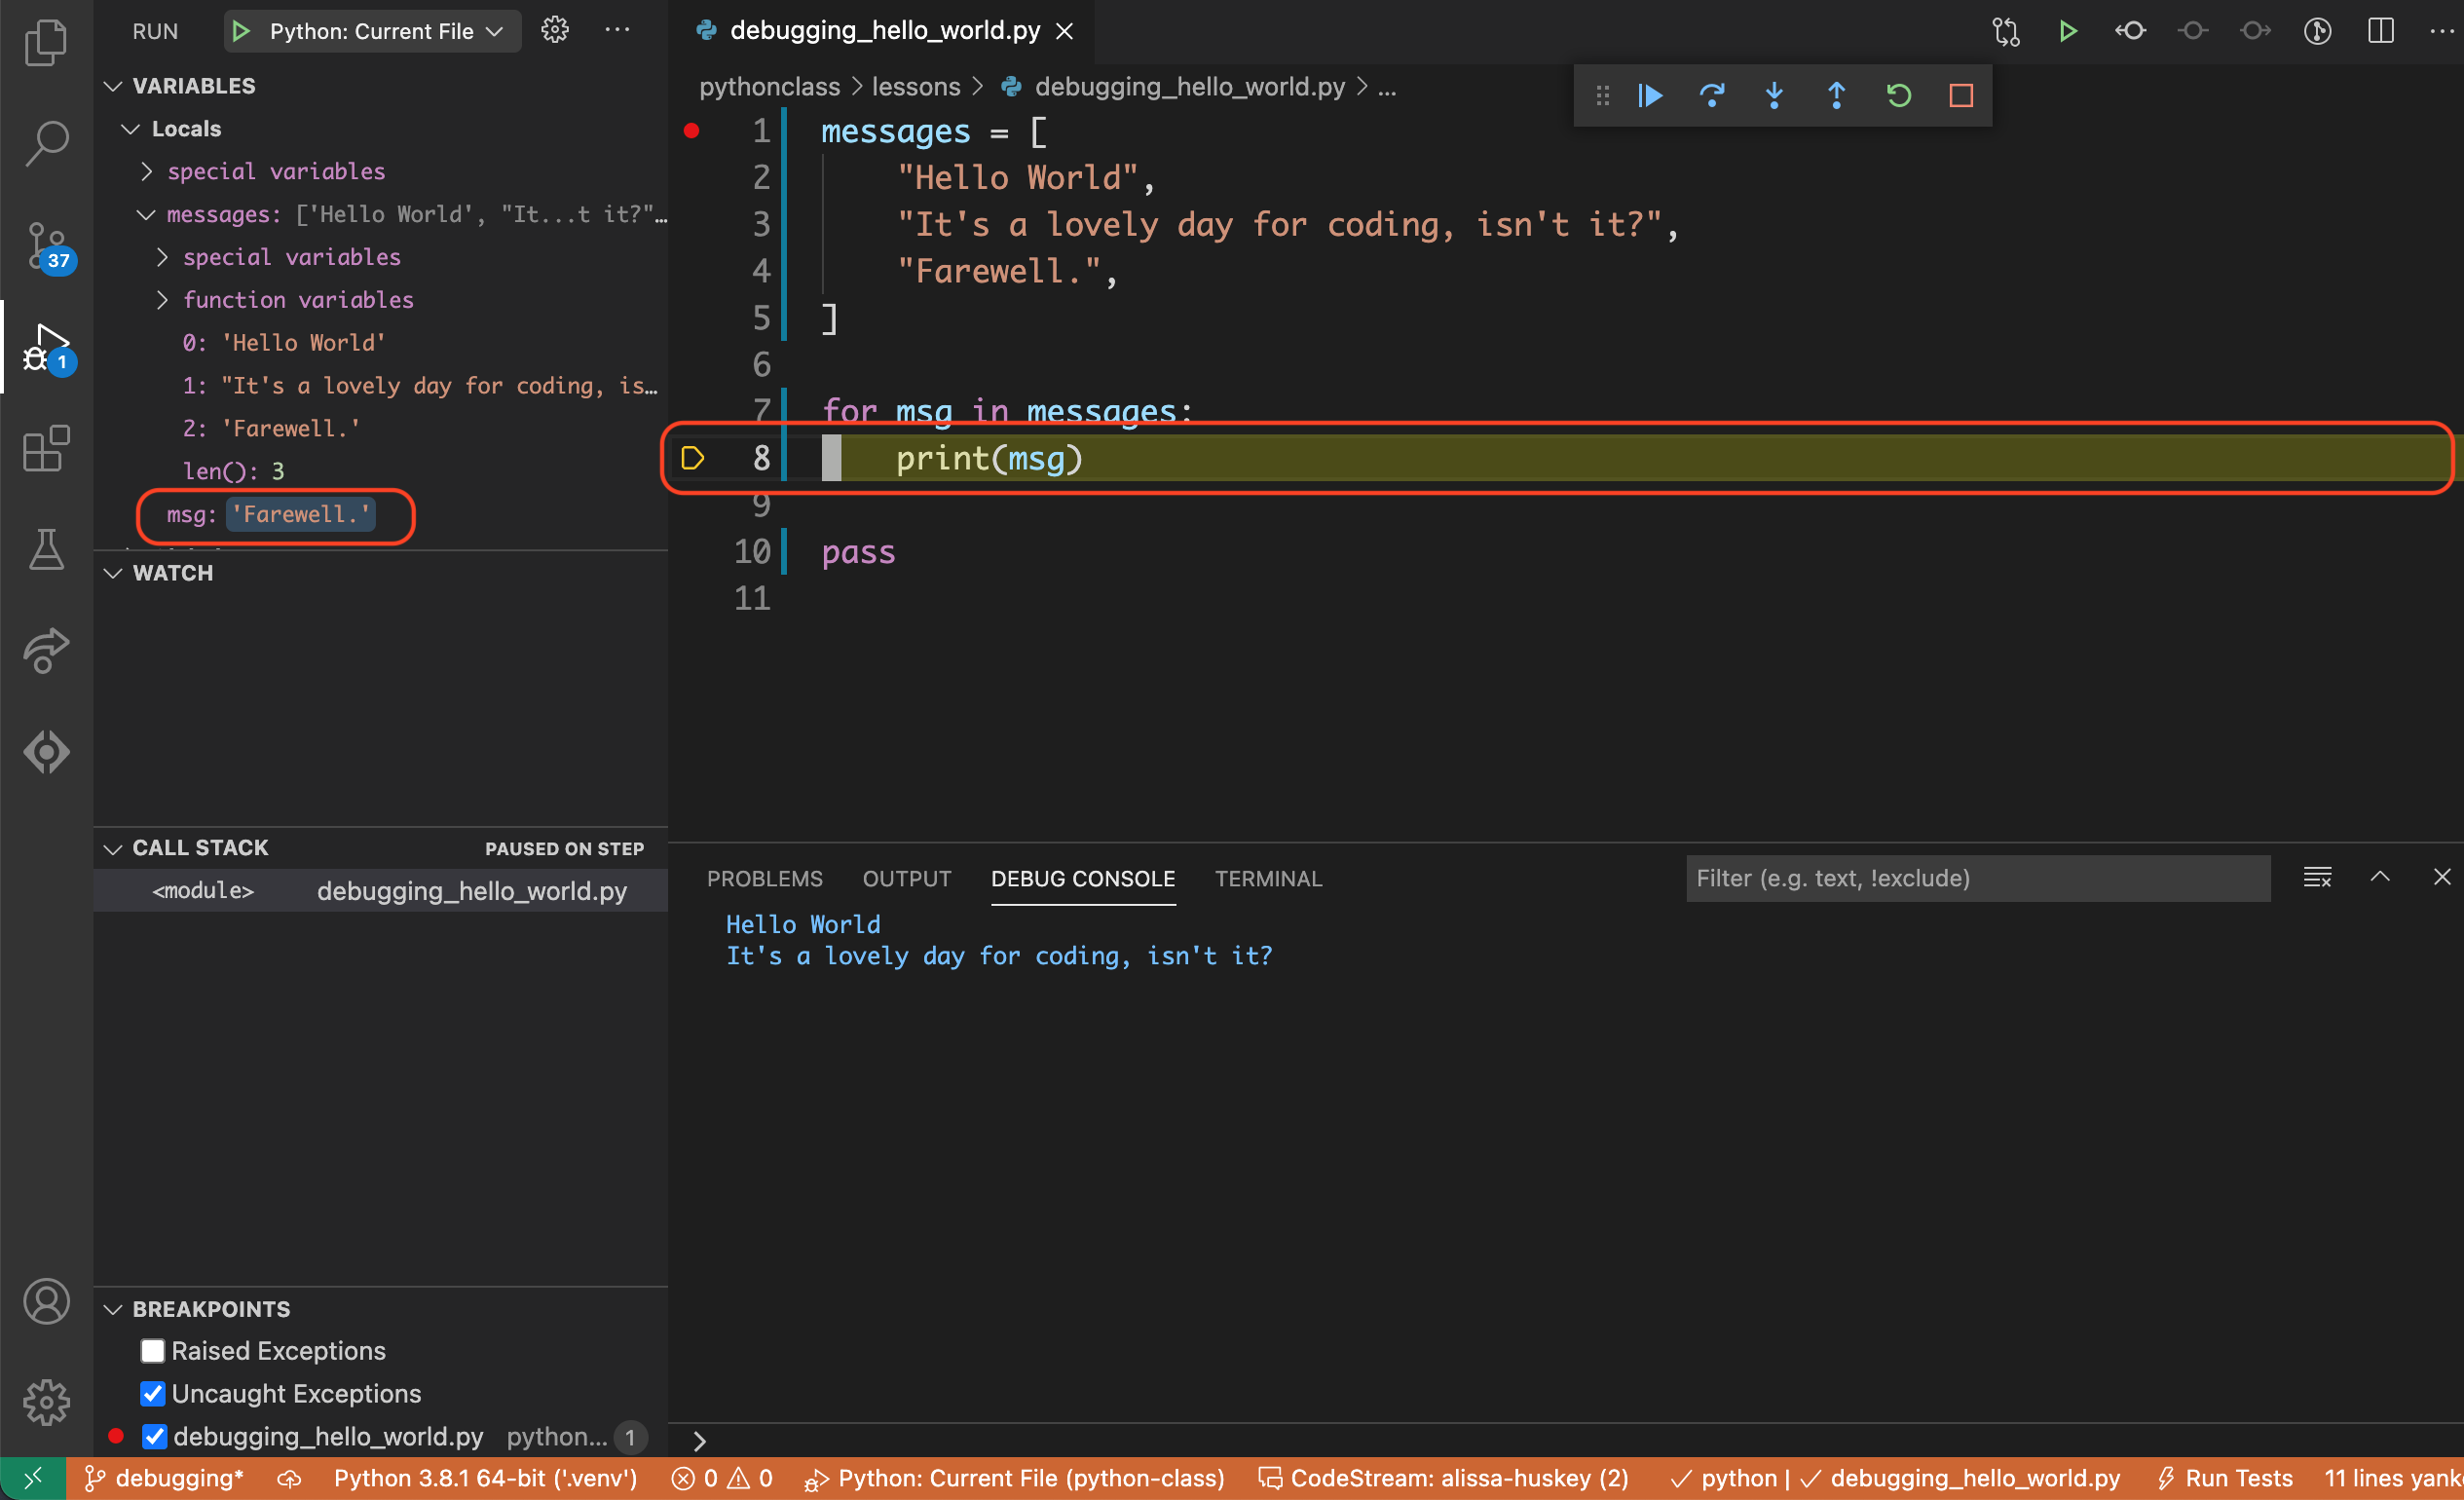 RUN
Python: Current File
VARIABLES
Locals
special variables
messages: ['Hello World', "It...t it?"…
special variables
function variables
0: 'Hello World'
1: "It's a lovely day for coding, is…
2: 'Farewell.'
len(): 3
msg: 'Farewell.'
WATCH
CALL STACK
PAUSED ON STEP
<module> debugging_hello_world.py
BREAKPOINTS
Raised Exceptions
Uncaught Exceptions
debugging_hello_world.py python... 1
37
1
debugging_hello_world.py
pythonclass > lessons > debugging_hello_world.py > ...
1 messages = [
2 "Hello World",
3 "It's a lovely day for coding, isn't it?",
4 "Farewell.",
5 ]
6
7 for msg in messages:
8 print(msg)
9
10 pass
11
PROBLEMS OUTPUT DEBUG CONSOLE TERMINAL
Filter (e.g. text, !exclude)
Hello World
It's a lovely day for coding, isn't it?
debugging* Python 3.8.1 64-bit ('.venv') 0 0 Python: Current File (python-class) CodeStream: alissa-huskey (2) python | debugging_hello_world.py Run Tests 11 lines yank